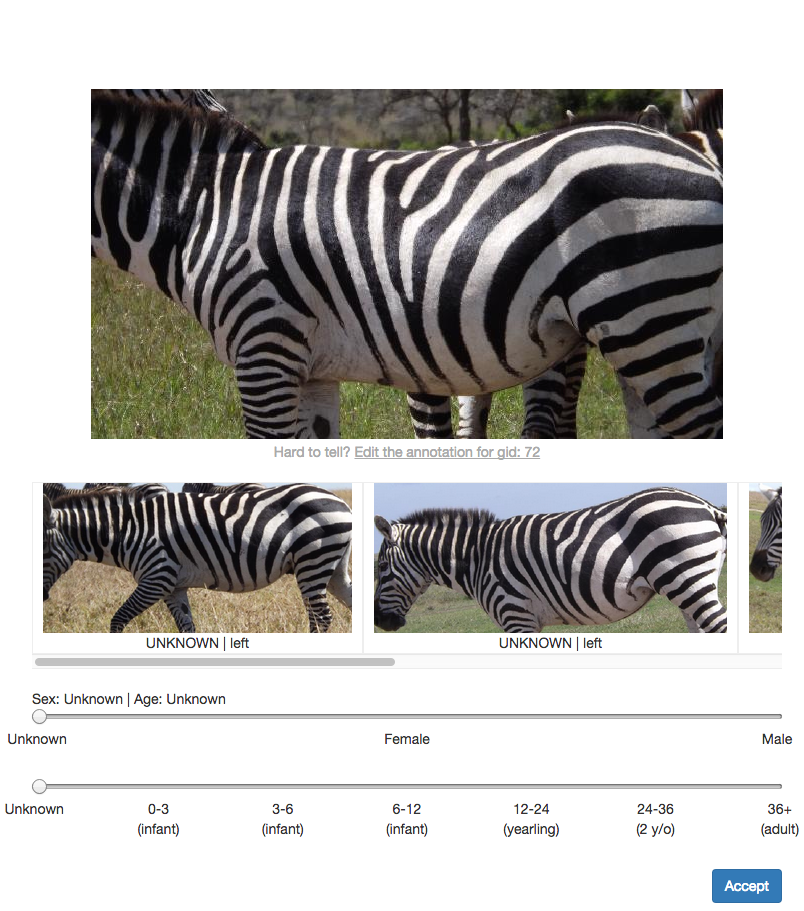 Hard to tell? Edit the annotation for gid: 72
UNKNOWN | left
UNKNOWN | left
Sex: Unknown | Age: Unknown
Unknown Female Male
Unknown 0-3 3-6 6-12 12-24 24-36 36+
(infant) (infant) (infant) (yearling) (2 y/o) (adult)
Accept